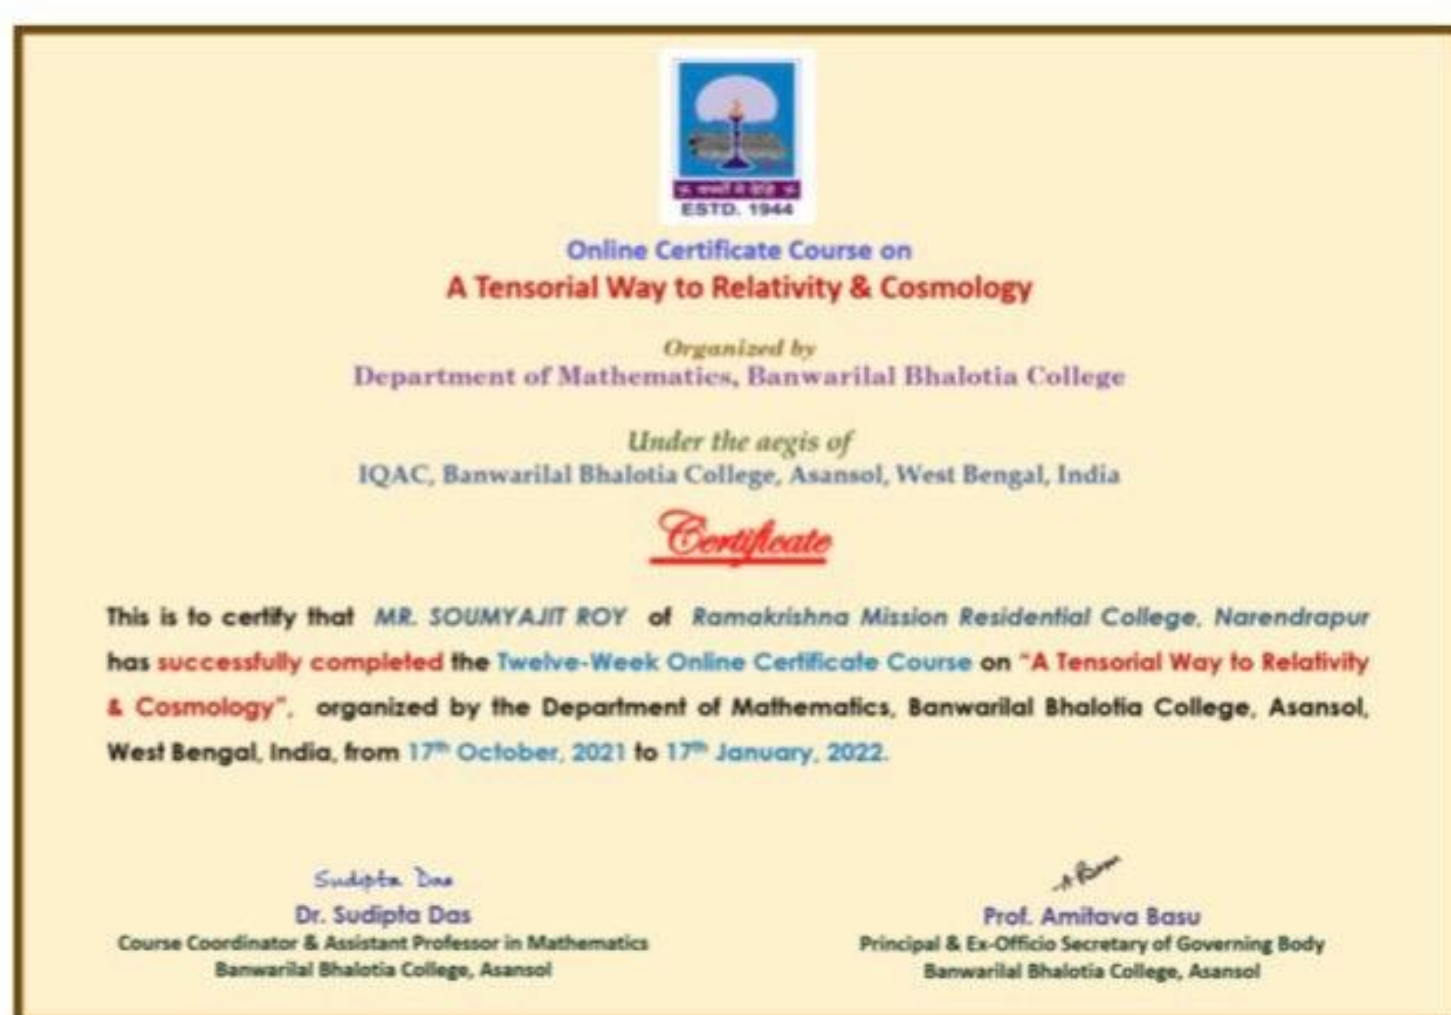 ESTD. 1944
Online Certificate Course on
A Tensorial Way to Relativity & Cosmology
Organized by
Department of Mathematics, Banwarilal Bhalotia College
Under the aegis of
IQAC, Banwarilal Bhalotia College, Asansol, West Bengal, India
Certificate
This is to certify that MR. SOUMYAJIT ROY of Ramakrishna Mission Residential College, Narendrapur
has successfully completed the Twelve-Week Online Certificate Course on "A Tensorial Way to Relativity
& Cosmology", organized by the Department of Mathematics, Banwarilal Bhalotia College, Asansol,
West Bengal, India, from 17th October, 2021 to 17th January, 2022.
Sudipta Das
Dr. Sudipta Das
Course Coordinator & Assistant Professor in Mathematics
Banwarilal Bhalotia College, Asansol
A Basu
Prof. Amitava Basu
Principal & Ex-Officio Secretary of Governing Body
Banwarilal Bhalotia College, Asansol